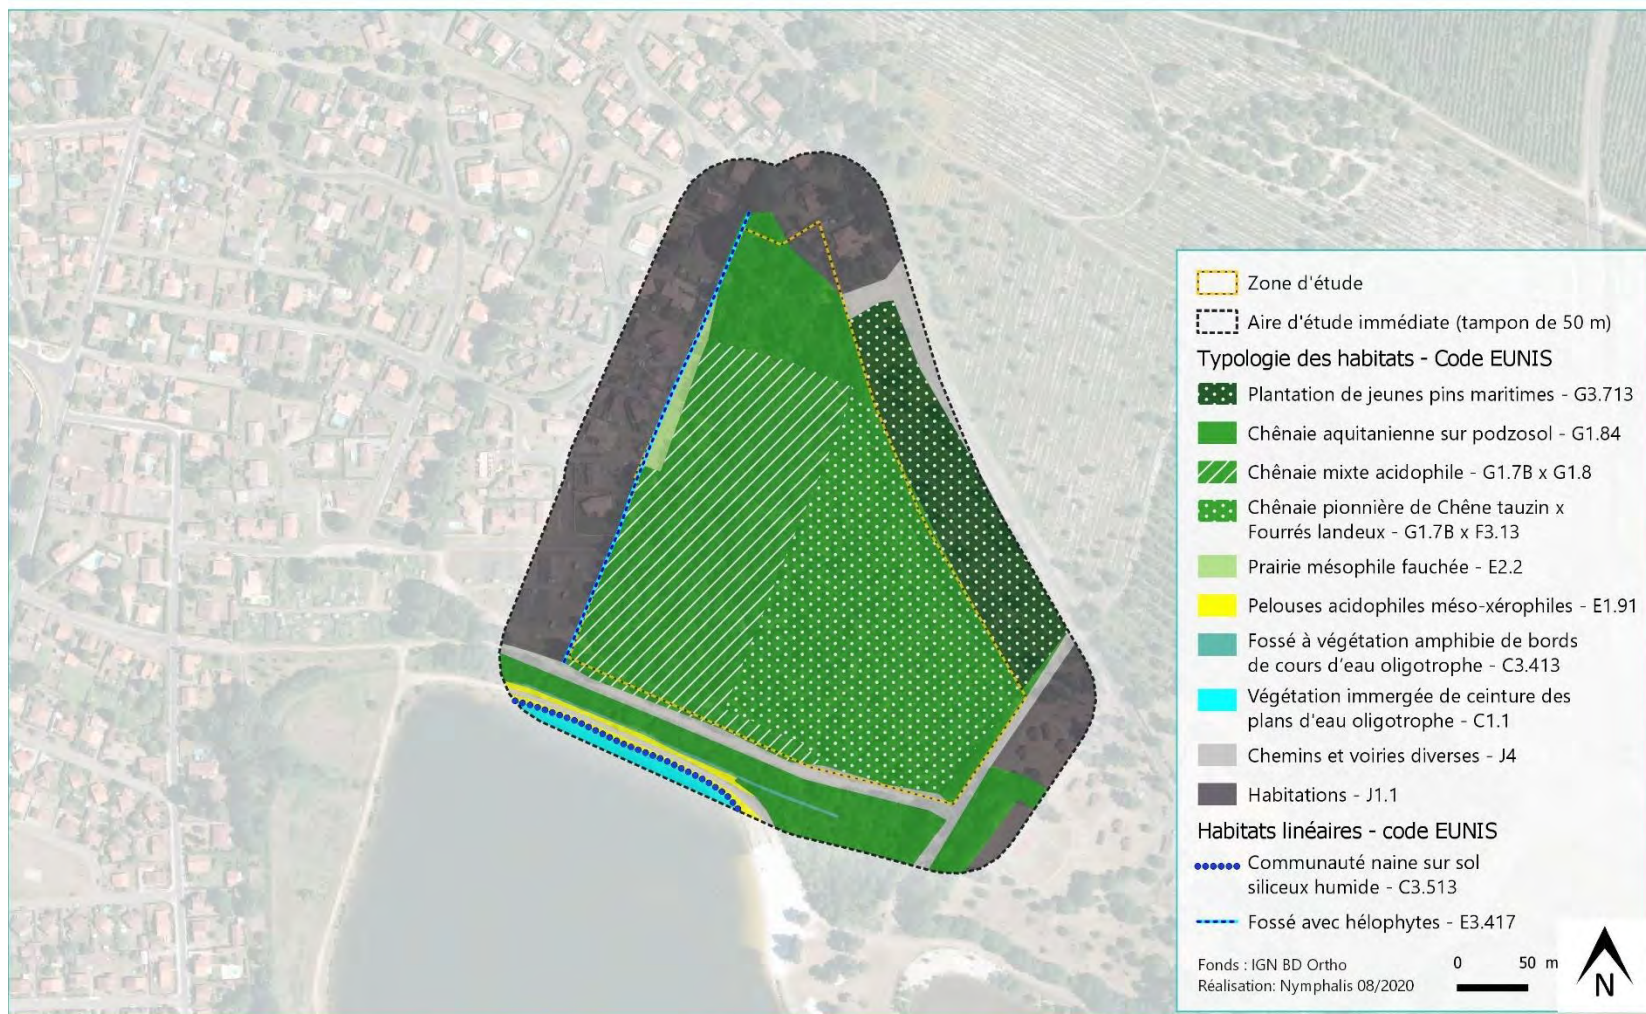 Zone d'étude
Aire d'étude immédiate (tampon de 50 m)
Typologie des habitats - Code EUNIS
Plantation de jeunes pins maritimes - G3.713
Chênaie aquitanienne sur podzosol - G1.84
Chênaie mixte acidophile - G1.7B x G1.8
Chênaie pionnière de Chêne tauzin x
Fourrés landeux - G1.7B x F3.13
Prairie mésophile fauchée - E2.2
Pelouses acidophiles méso-xérophiles - E1.91
Fossé à végétation amphibie de bords
de cours d'eau oligotrophe - C3.413
Végétation immergée de ceinture des
plans d'eau oligotrophe - C1.1
Chemins et voiries diverses - J4
Habitations - J1.1
Habitats linéaires - code EUNIS
Communauté naine sur sol
siliceux humide - C3.513
Fossé avec hélophytes - E3.417
Fonds : IGN BD Ortho
Réalisation: Nymphalis 08/2020
0 50 m
N